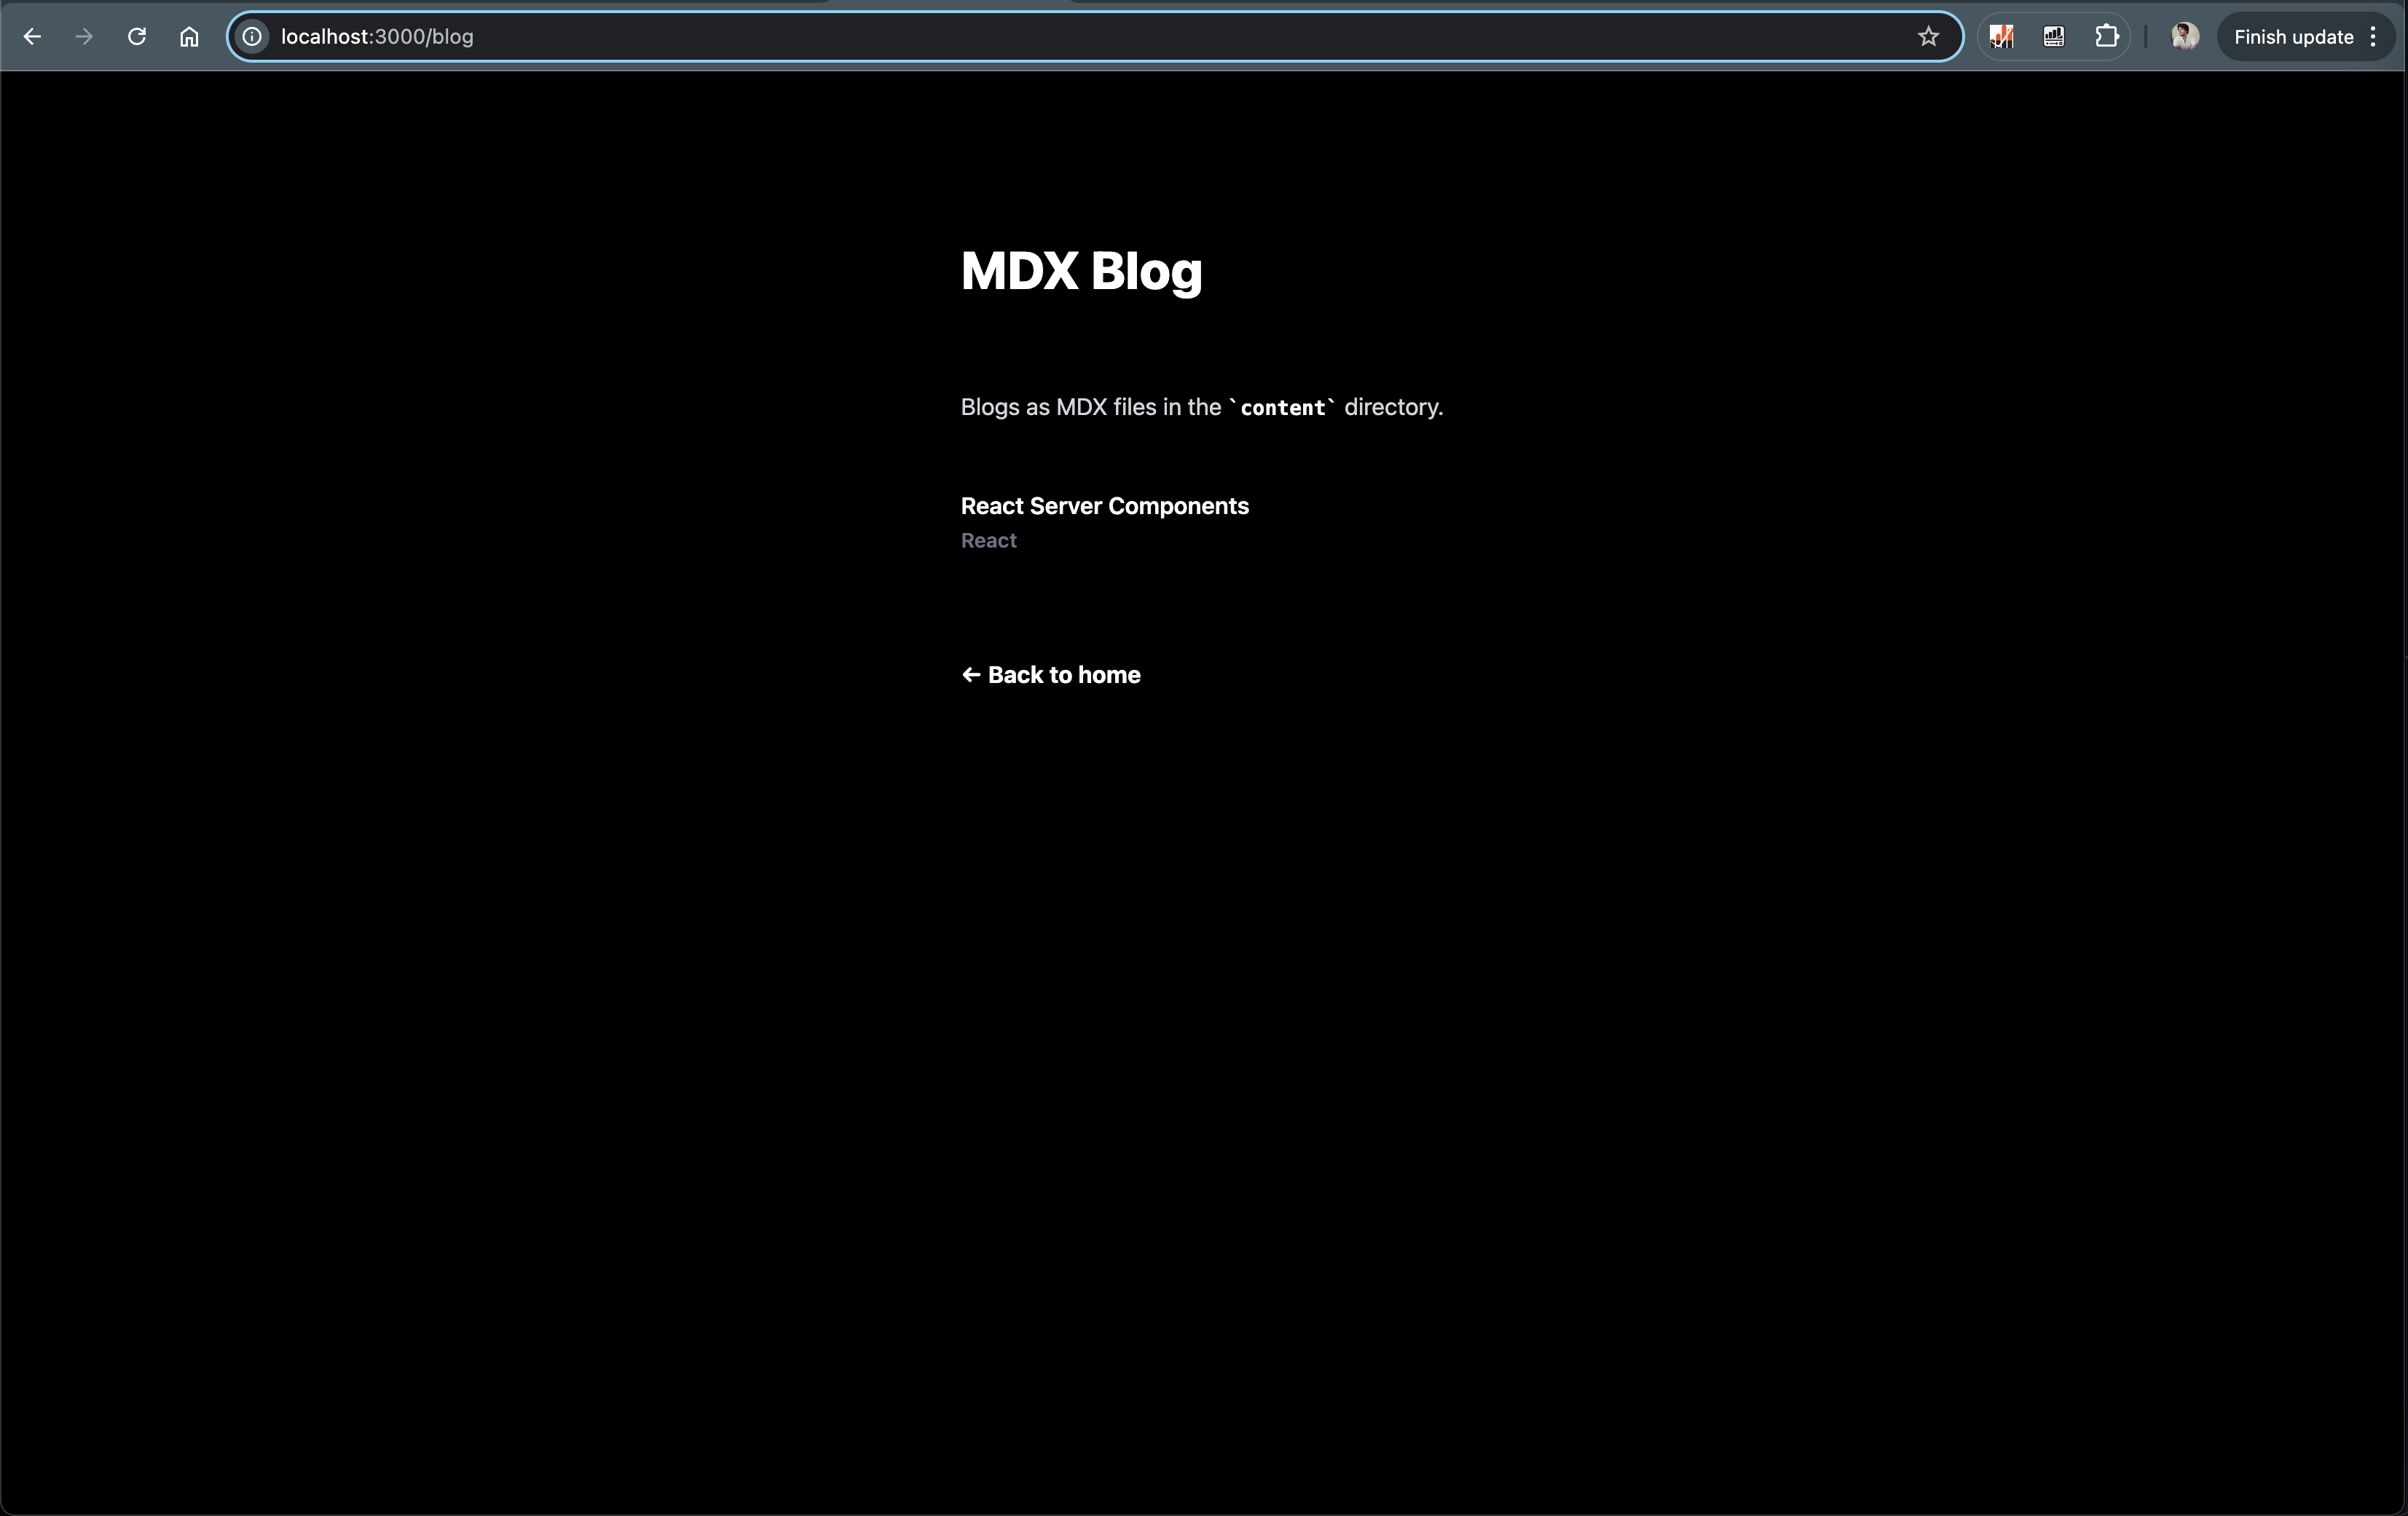 localhost:3000/blog
Finish update
MDX Blog
Blogs as MDX files in the `content` directory.
React Server Components
React
← Back to home